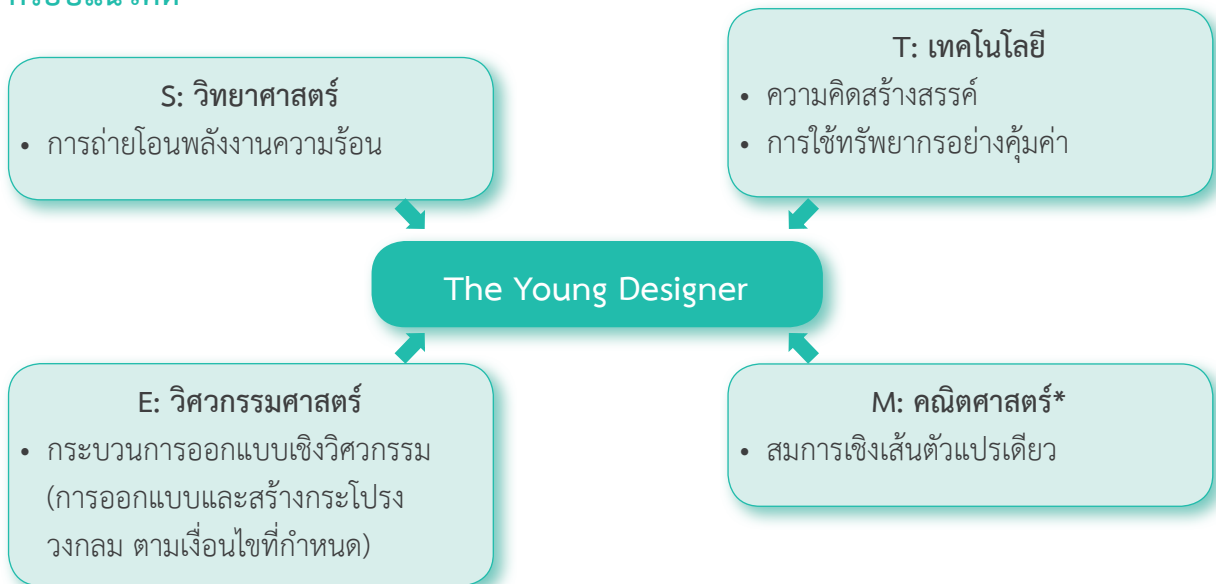 S: วิทยาศาสตร์
• การถ่ายโอนพลังงานความร้อน
T: เทคโนโลยี
• ความคิดสร้างสรรค์
• การใช้ทรัพยากรอย่างคุ้มค่า
The Young Designer
E: วิศวกรรมศาสตร์
• กระบวนการออกแบบเชิงวิศวกรรม
(การออกแบบและสร้างกระโปรง
วงกลม ตามเงื่อนไขที่กำหนด)
M: คณิตศาสตร์*
• สมการเชิงเส้นตัวแปรเดียว